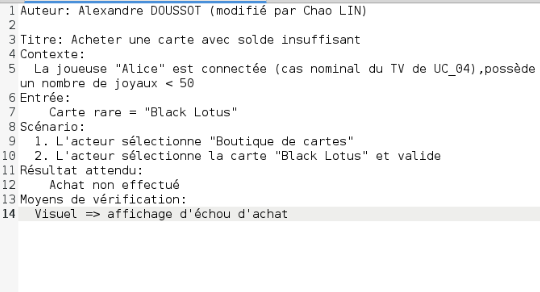 1 Auteur: Alexandre DOUSSOT (modifié par Chao LIN)
2
3 Titre: Acheter une carte avec solde insuffisant
4 Contexte:
5 La joueuse "Alice" est connectée (cas nominal du TV de UC_04),possède
un nombre de joyaux < 50
6 Entrée:
7 Carte rare = "Black Lotus"
8 Scénario:
9 1. L'acteur sélectionne "Boutique de cartes"
10 2. L'acteur sélectionne la carte "Black Lotus" et valide
11 Résultat attendu:
12 Achat non effectué
13 Moyens de vérification:
14 Visuel => affichage d'échou d'achat